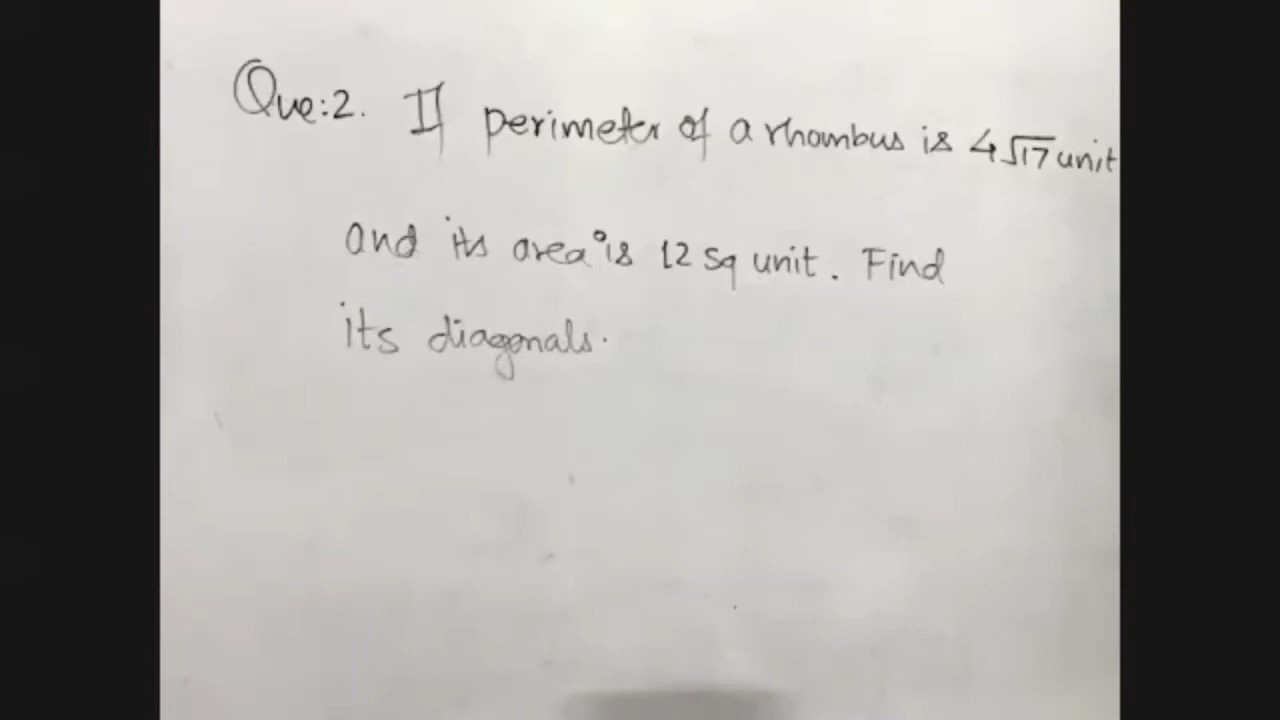 Que:2. If perimeter of a rhombus is 4√17 unit
and its area is 12 sq unit. Find
its diagonals.